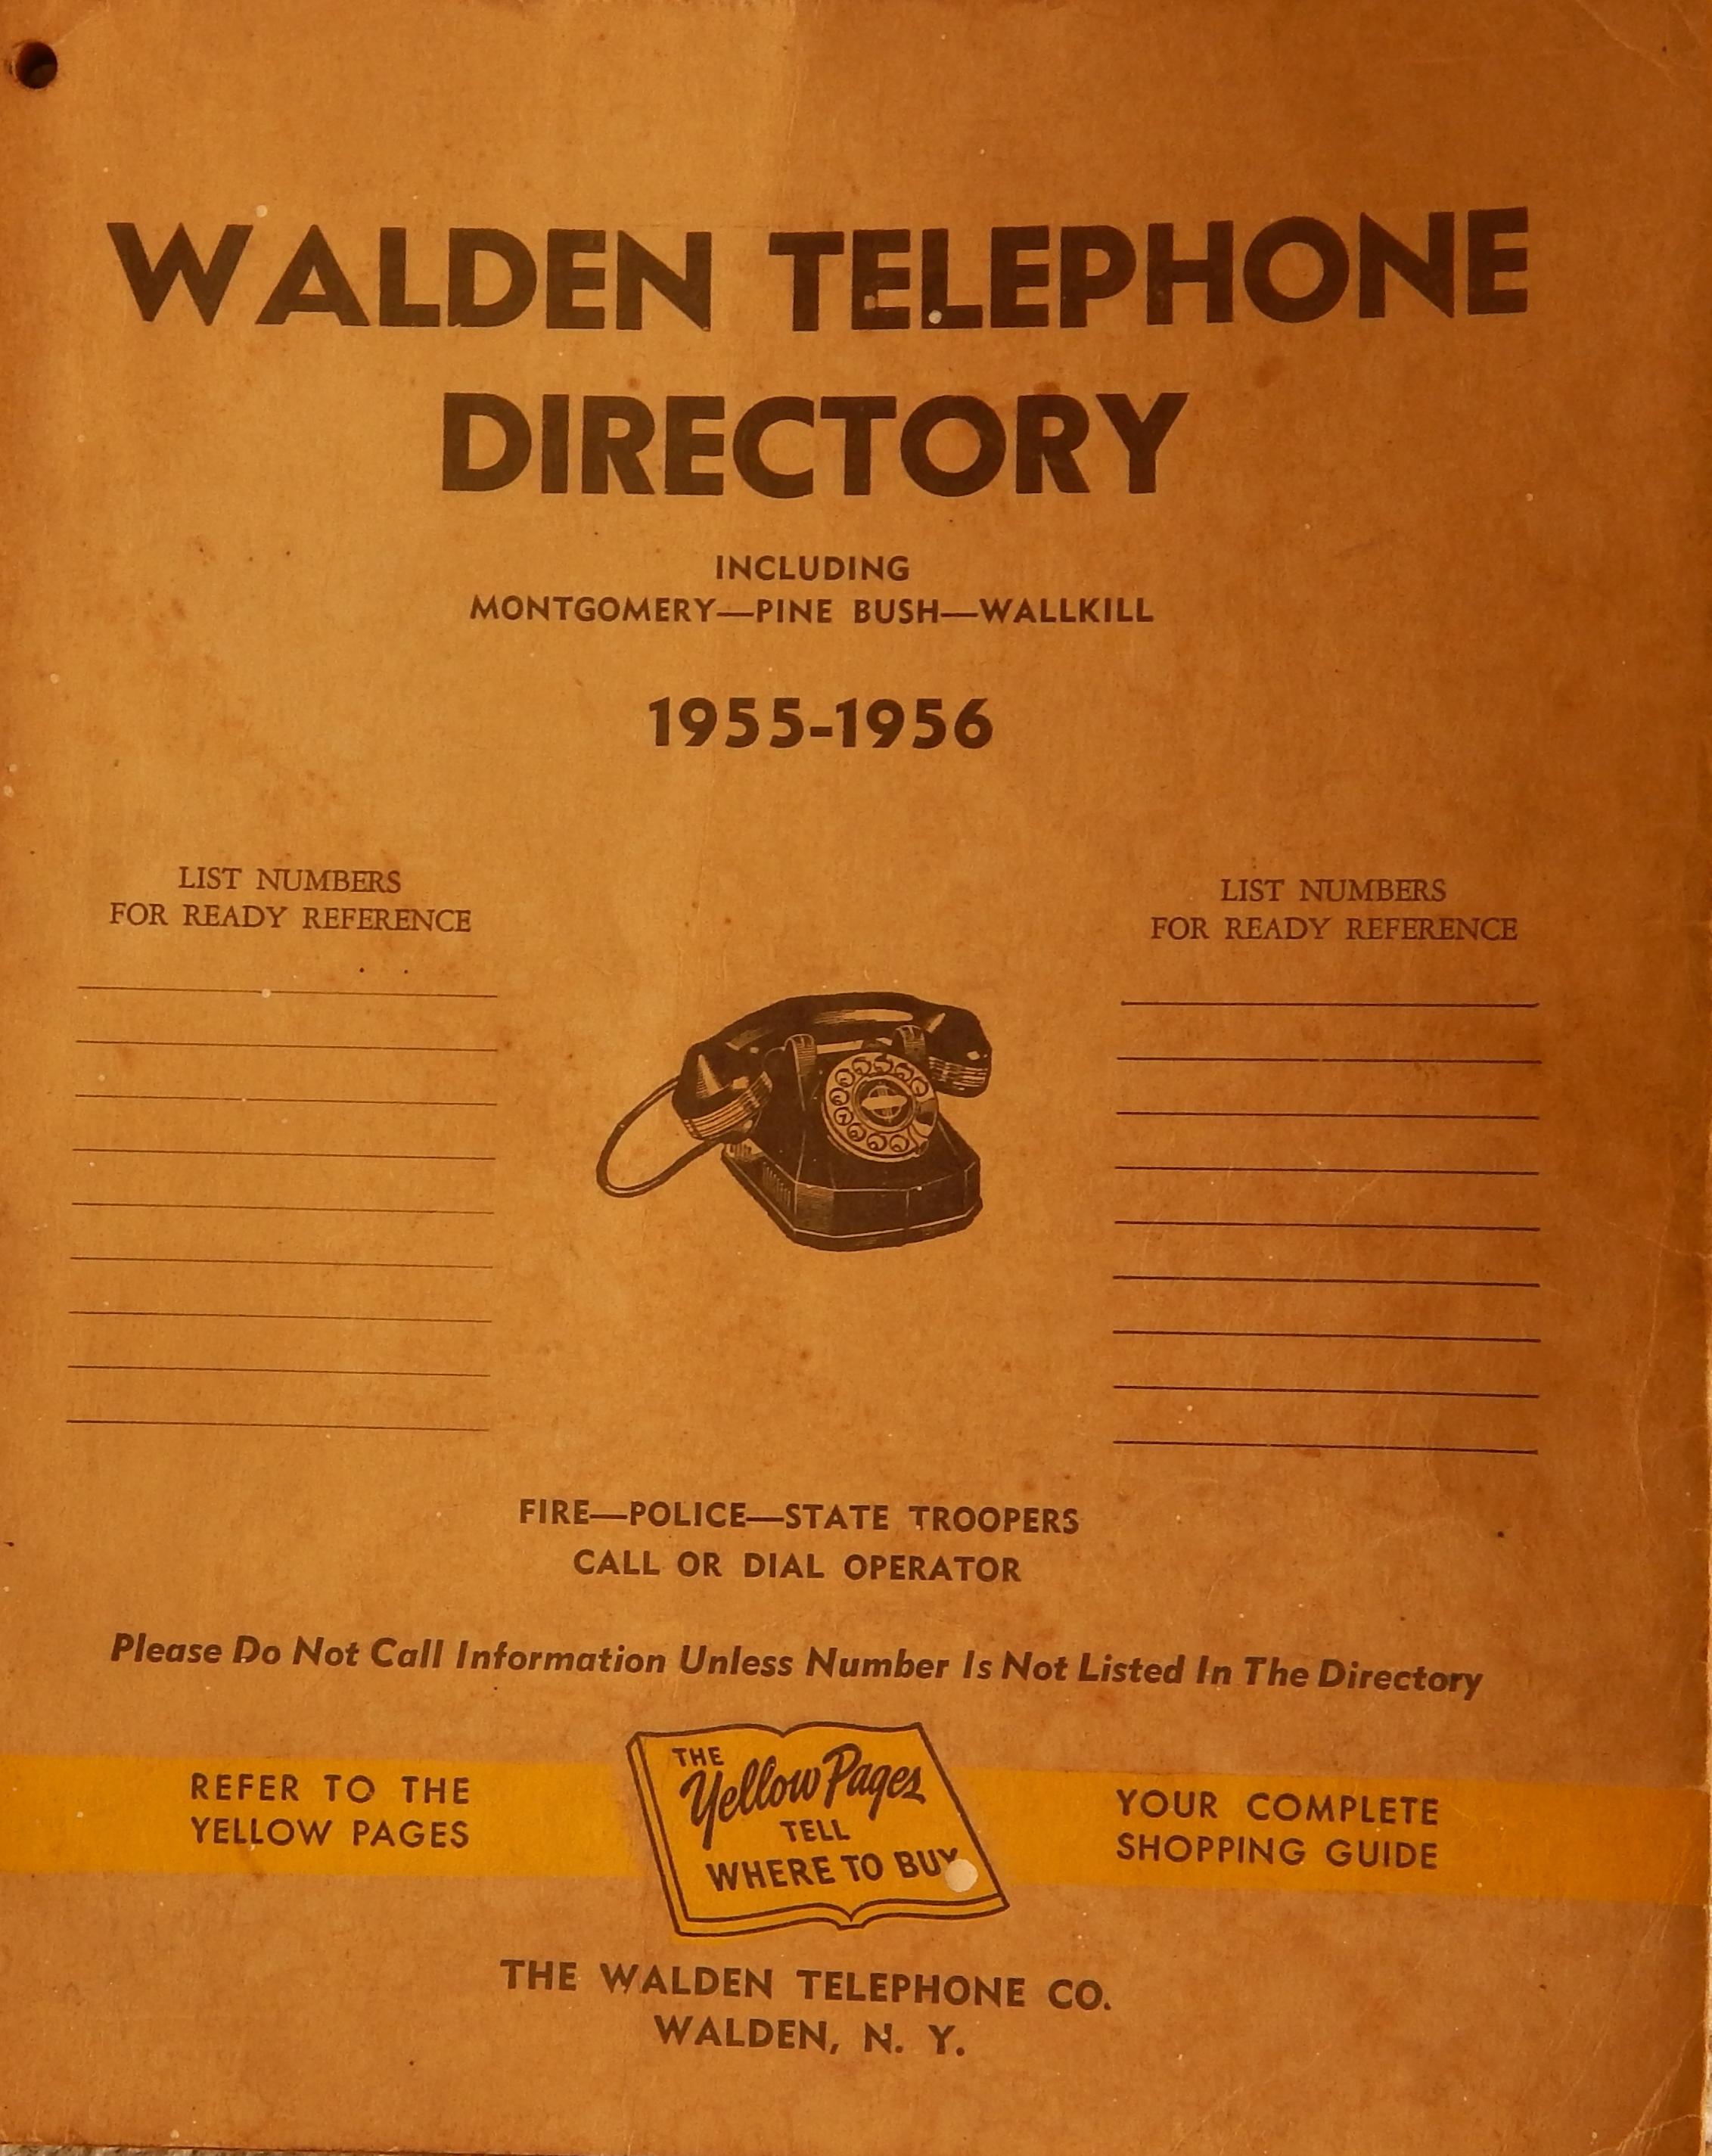 WALDEN TELEPHONE
DIRECTORY
INCLUDING
MONTGOMERY—PINE BUSH—WALLKILL
1955-1956
LIST NUMBERS
FOR READY REFERENCE
LIST NUMBERS
FOR READY REFERENCE
FIRE—POLICE—STATE TROOPERS
CALL OR DIAL OPERATOR
Please Do Not Call Information Unless Number Is Not Listed In The Directory
REFER TO THE
YELLOW PAGES
THE
Yellow Pages
TELL
WHERE TO BUY
YOUR COMPLETE
SHOPPING GUIDE
THE WALDEN TELEPHONE CO.
WALDEN, N. Y.